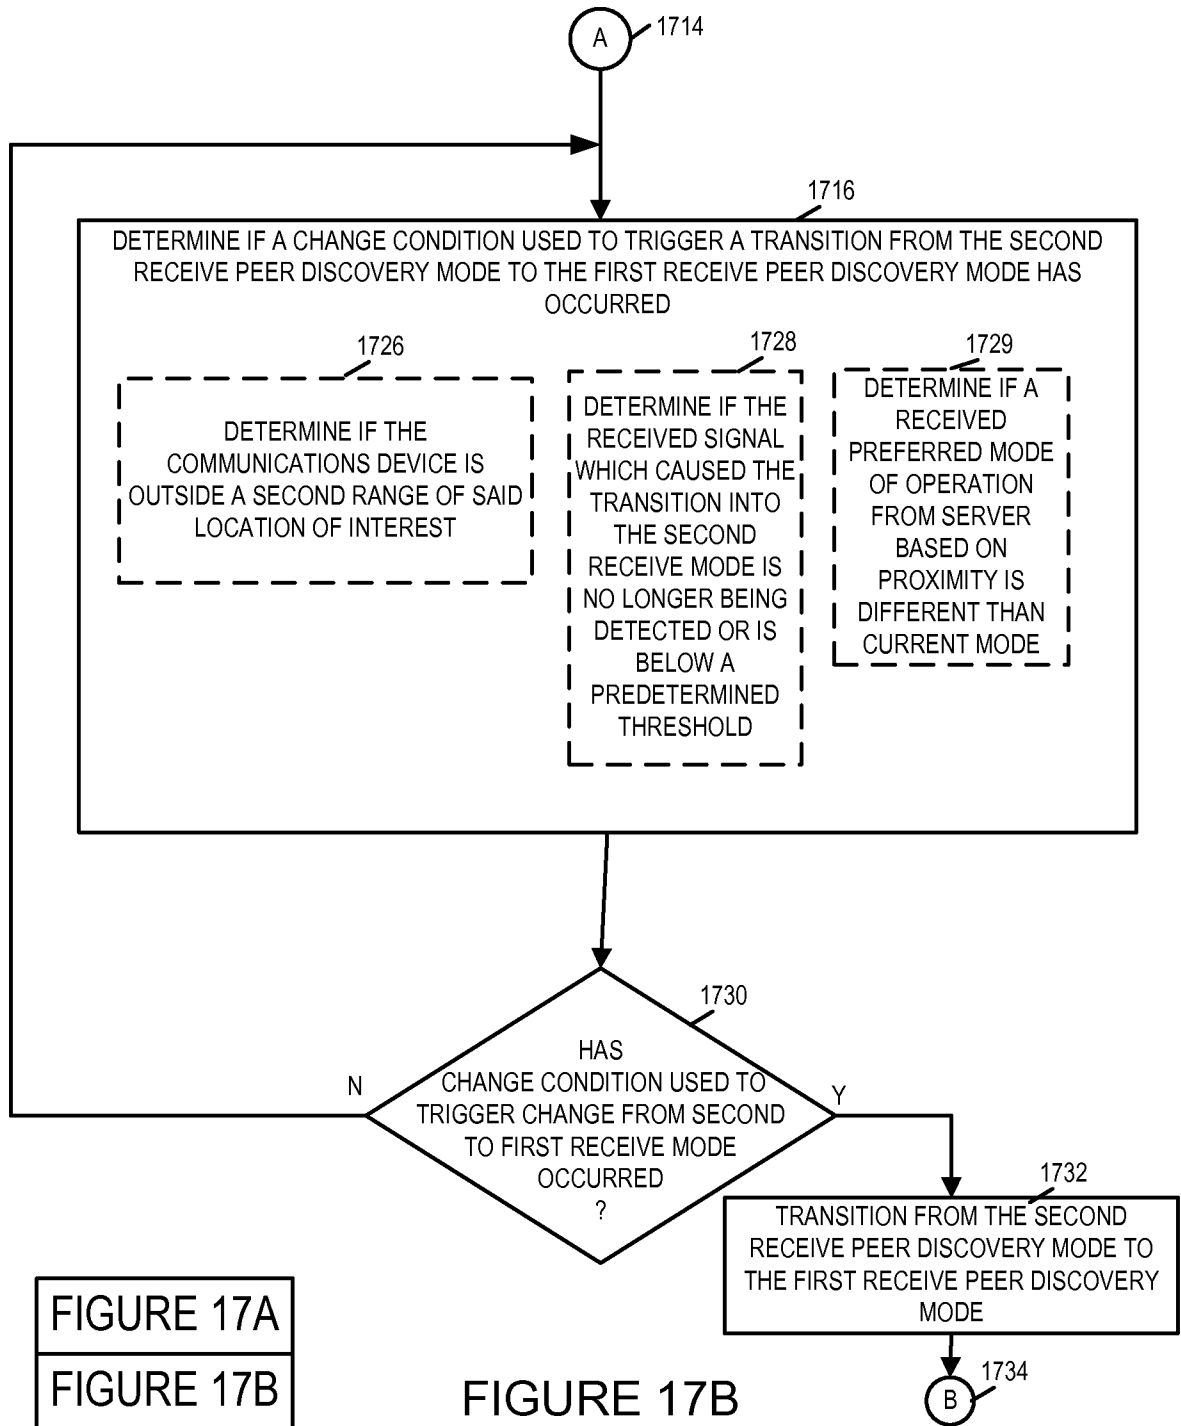 A
1714
1716
DETERMINE IF A CHANGE CONDITION USED TO TRIGGER A TRANSITION FROM THE SECOND
RECEIVE PEER DISCOVERY MODE TO THE FIRST RECEIVE PEER DISCOVERY MODE HAS
OCCURRED
1726
DETERMINE IF THE
COMMUNICATIONS DEVICE IS
OUTSIDE A SECOND RANGE OF SAID
LOCATION OF INTEREST
1728
DETERMINE IF THE
RECEIVED SIGNAL
WHICH CAUSED THE
TRANSITION INTO
THE SECOND
RECEIVE MODE IS
NO LONGER BEING
DETECTED OR IS
BELOW A
PREDETERMINED
THRESHOLD
1729
DETERMINE IF A
RECEIVED
PREFERRED MODE
OF OPERATION
FROM SERVER
BASED ON
PROXIMITY IS
DIFFERENT THAN
CURRENT MODE
1730
HAS
CHANGE CONDITION USED TO
TRIGGER CHANGE FROM SECOND
TO FIRST RECEIVE MODE
OCCURRED
?
N
Y
1732
TRANSITION FROM THE SECOND
RECEIVE PEER DISCOVERY MODE TO
THE FIRST RECEIVE PEER DISCOVERY
MODE
B
1734
FIGURE 17A
FIGURE 17B
FIGURE 17B